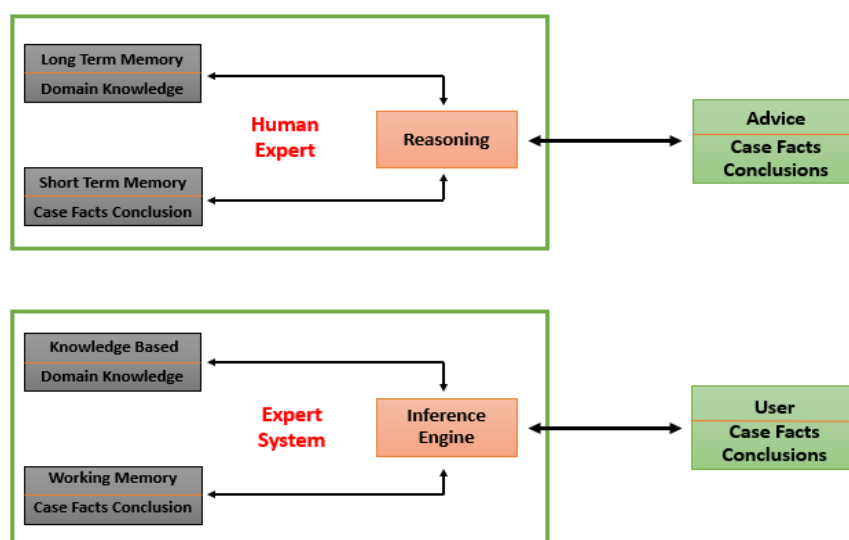 Long Term Memory
Domain Knowledge
Human
Expert
Reasoning
Short Term Memory
Case Facts Conclusion
Advice
Case Facts
Conclusions
Knowledge Based
Domain Knowledge
Expert
System
Inference
Engine
Working Memory
Case Facts Conclusion
User
Case Facts
Conclusions